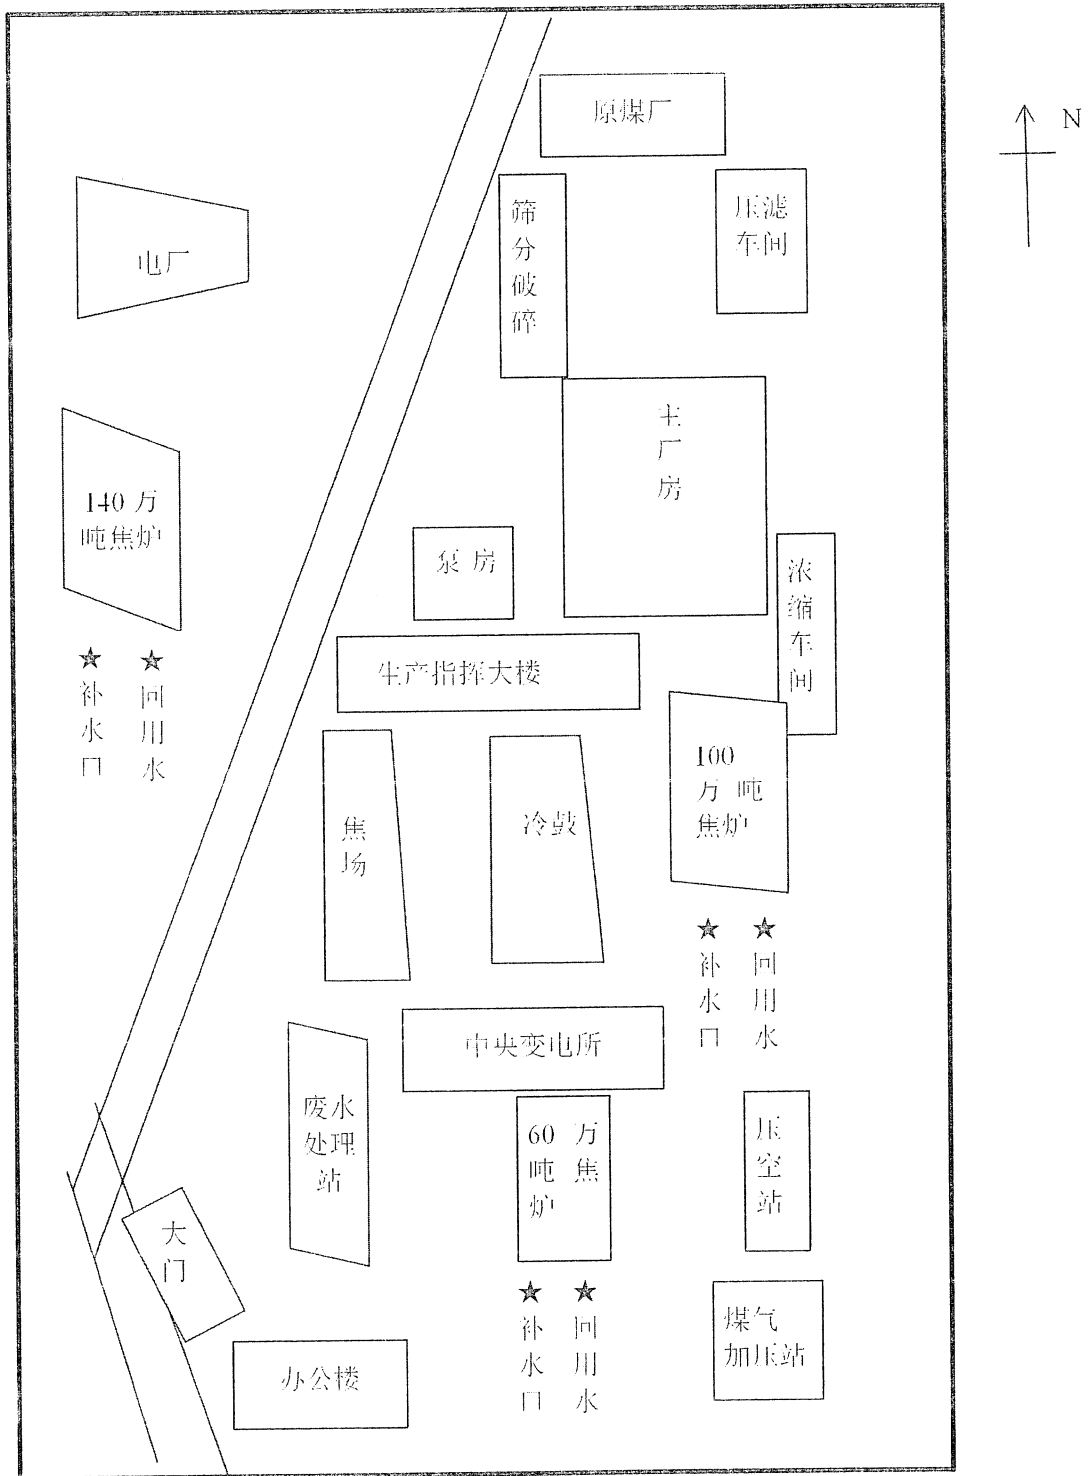 原煤厂
N
筛
分
破
碎
压滤
车间
电厂
主
厂
房
140 万
吨焦炉
泵 房
浓
缩
车
间
生产指挥大楼
补
水
口
回
用
水
100
万 吨
焦炉
焦
场
冷鼓
补
水
口
回
用
水
中央变电所
废水
处理
站
60 万
吨 焦
炉
压
空
站
大
门
补
水
口
回
用
水
煤气
加压站
办公楼